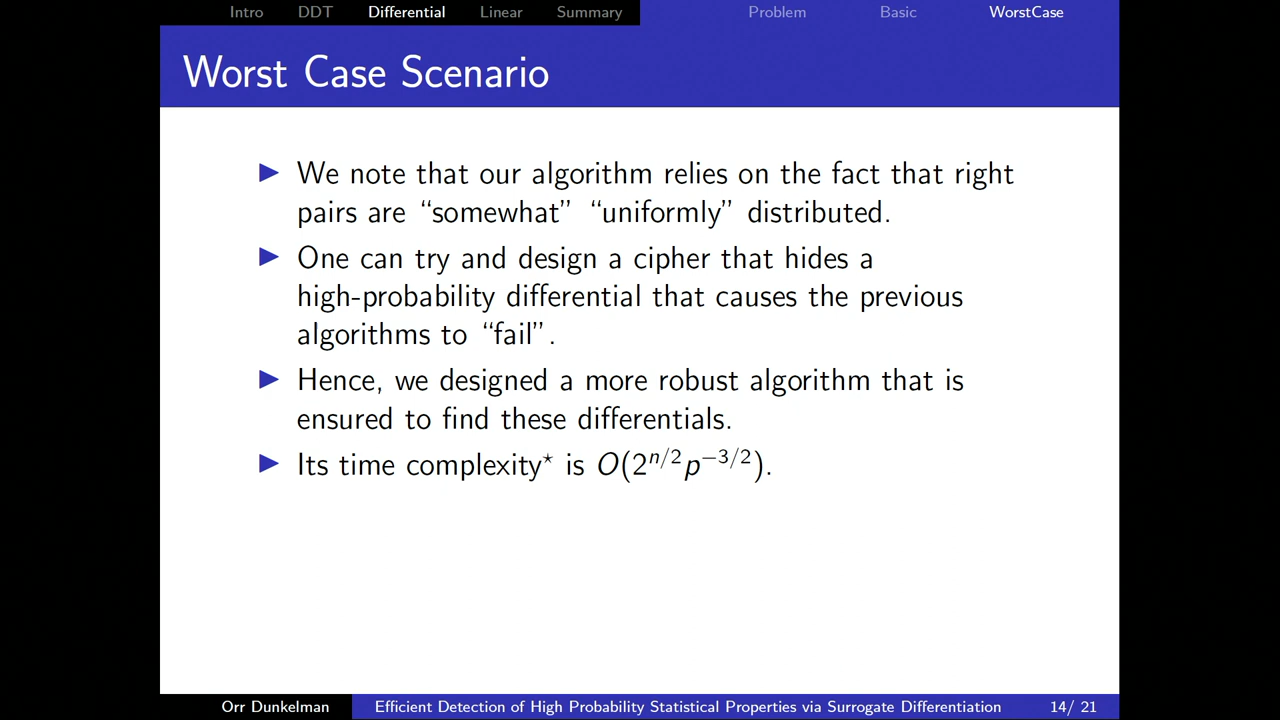 Intro DDT Differential Linear Summary Problem Basic WorstCase
Worst Case Scenario
▶ We note that our algorithm relies on the fact that right
pairs are “somewhat” “uniformly” distributed.
▶ One can try and design a cipher that hides a
high-probability differential that causes the previous
algorithms to “fail”.
▶ Hence, we designed a more robust algorithm that is
ensured to find these differentials.
▶ Its time complexity⋆ is O(2^{n/2}p^{−3/2}).
Orr Dunkelman Efficient Detection of High Probability Statistical Properties via Surrogate Differentiation 14/ 21